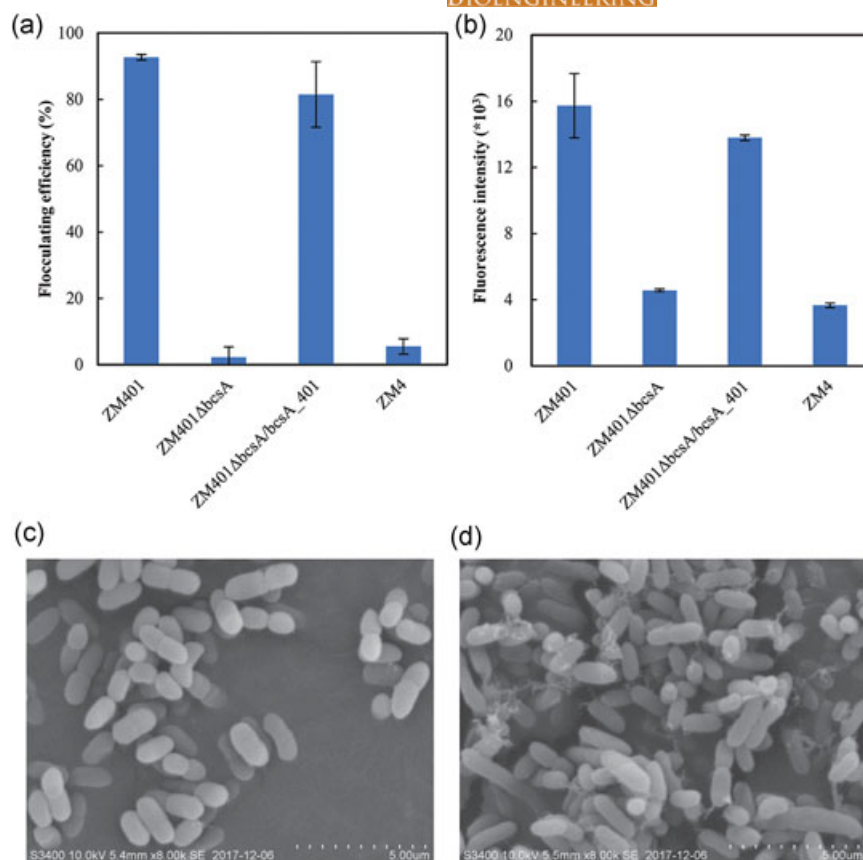 BIOENGINEERING
(a)
100
80
60
40
20
0
Flocculating efficiency (%)
ZM401
ZM401ΔbcsA
ZM401ΔbcsA/bcsA_401
ZM4
(b)
20
16
12
8
4
0
Fluorescence intensity (*10³)
ZM401
ZM401ΔbcsA
ZM401ΔbcsA/bcsA_401
ZM4
(c)
(d)
S3400 10.0kV 5.4mm x8.00k SE 2017-12-06 5.00um
S3400 10.0kV 5.5mm x8.00k SE 2017-12-06 5.00um